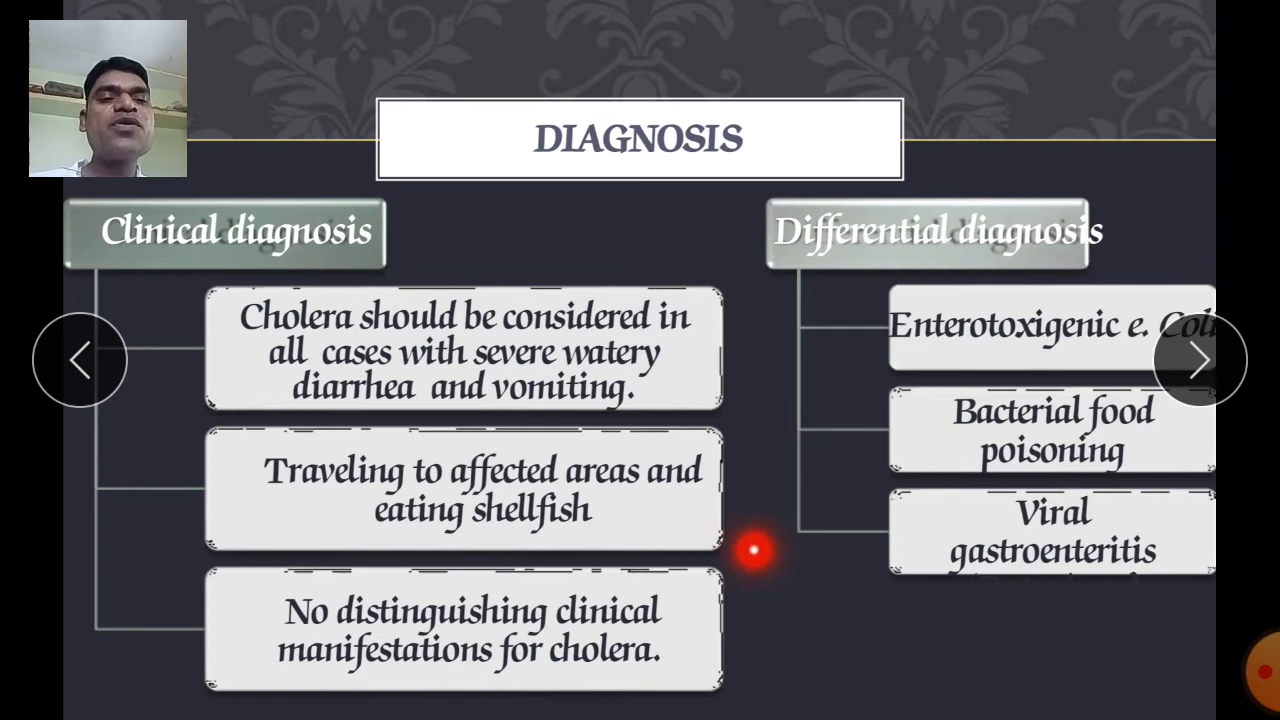 DIAGNOSIS
Clinical diagnosis
Cholera should be considered in
all cases with severe watery
diarrhea and vomiting.
Traveling to affected areas and
eating shellfish
No distinguishing clinical
manifestations for cholera.
Differential diagnosis
Enterotoxigenic e. Coli
Bacterial food
poisoning
Viral
gastroenteritis